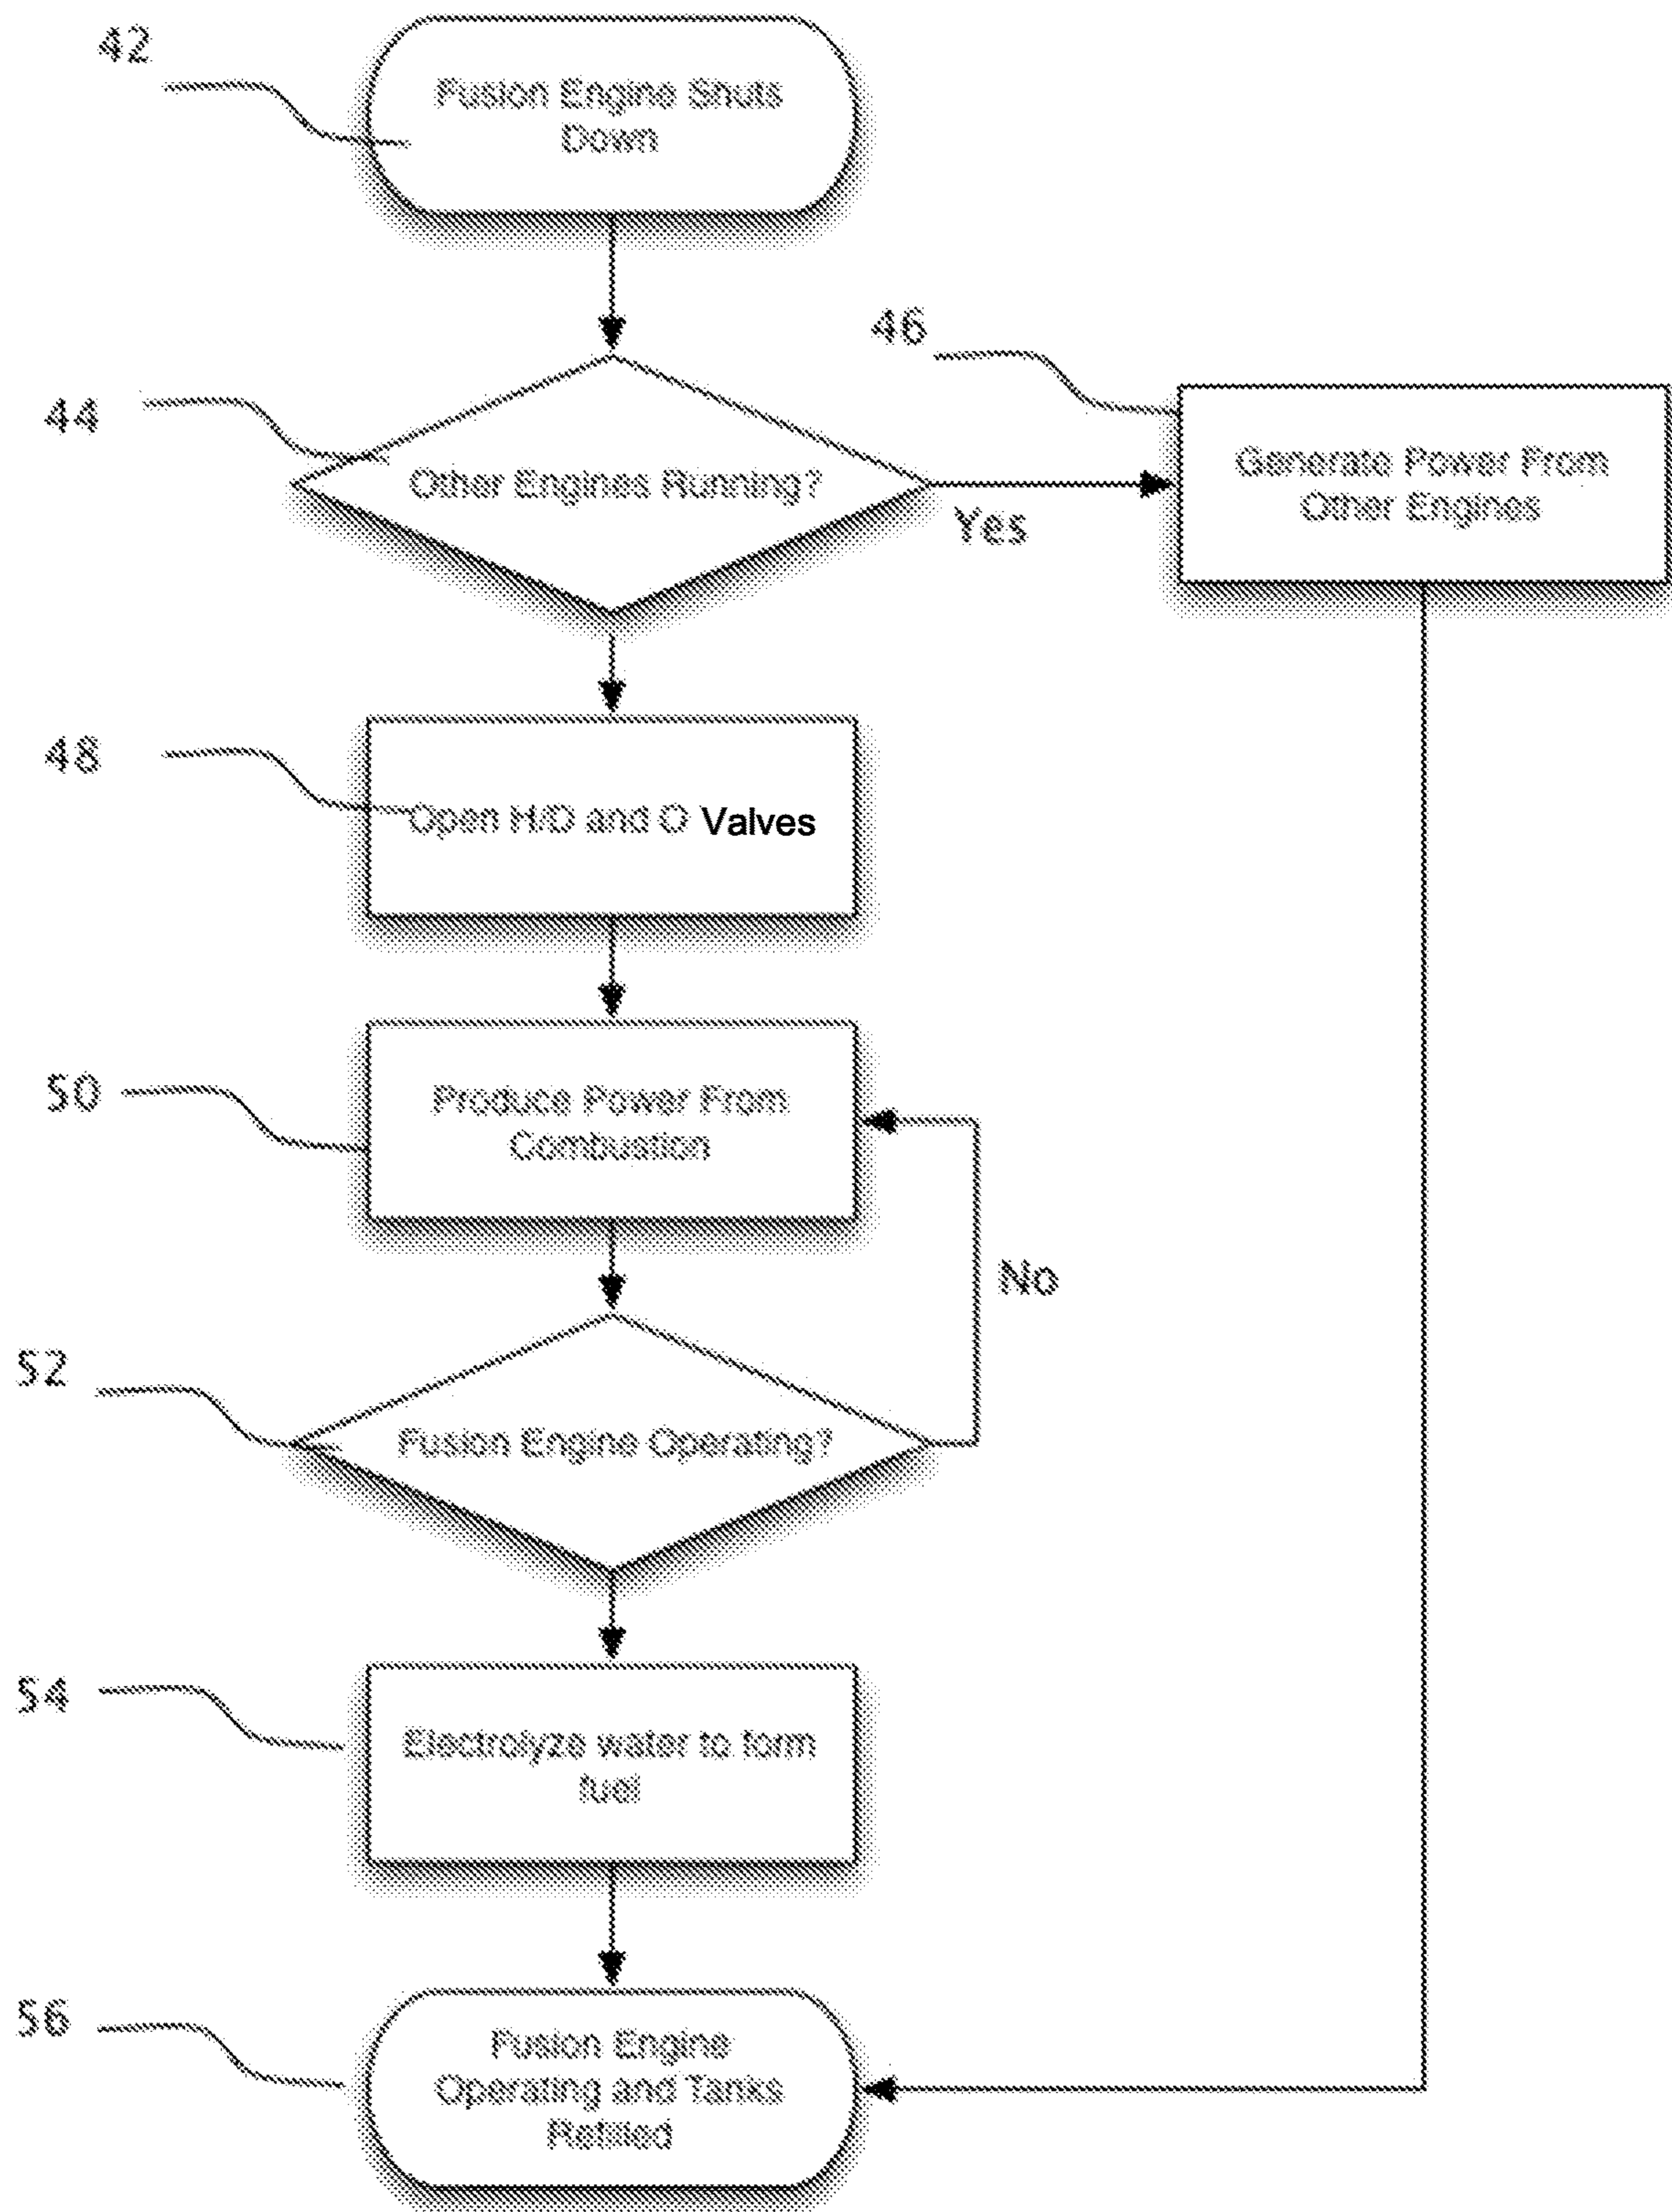 42
Fusion Engine Shuts
Down
44
Other Engines Running?
Yes
46
Generate Power From
Other Engines
48
Open H/D and O Valves
50
Produce Power From
Combustion
No
52
Fusion Engine Operating?
54
Electrolyze water to form
fuel
56
Fusion Engine
Operating and Tanks
Refilled